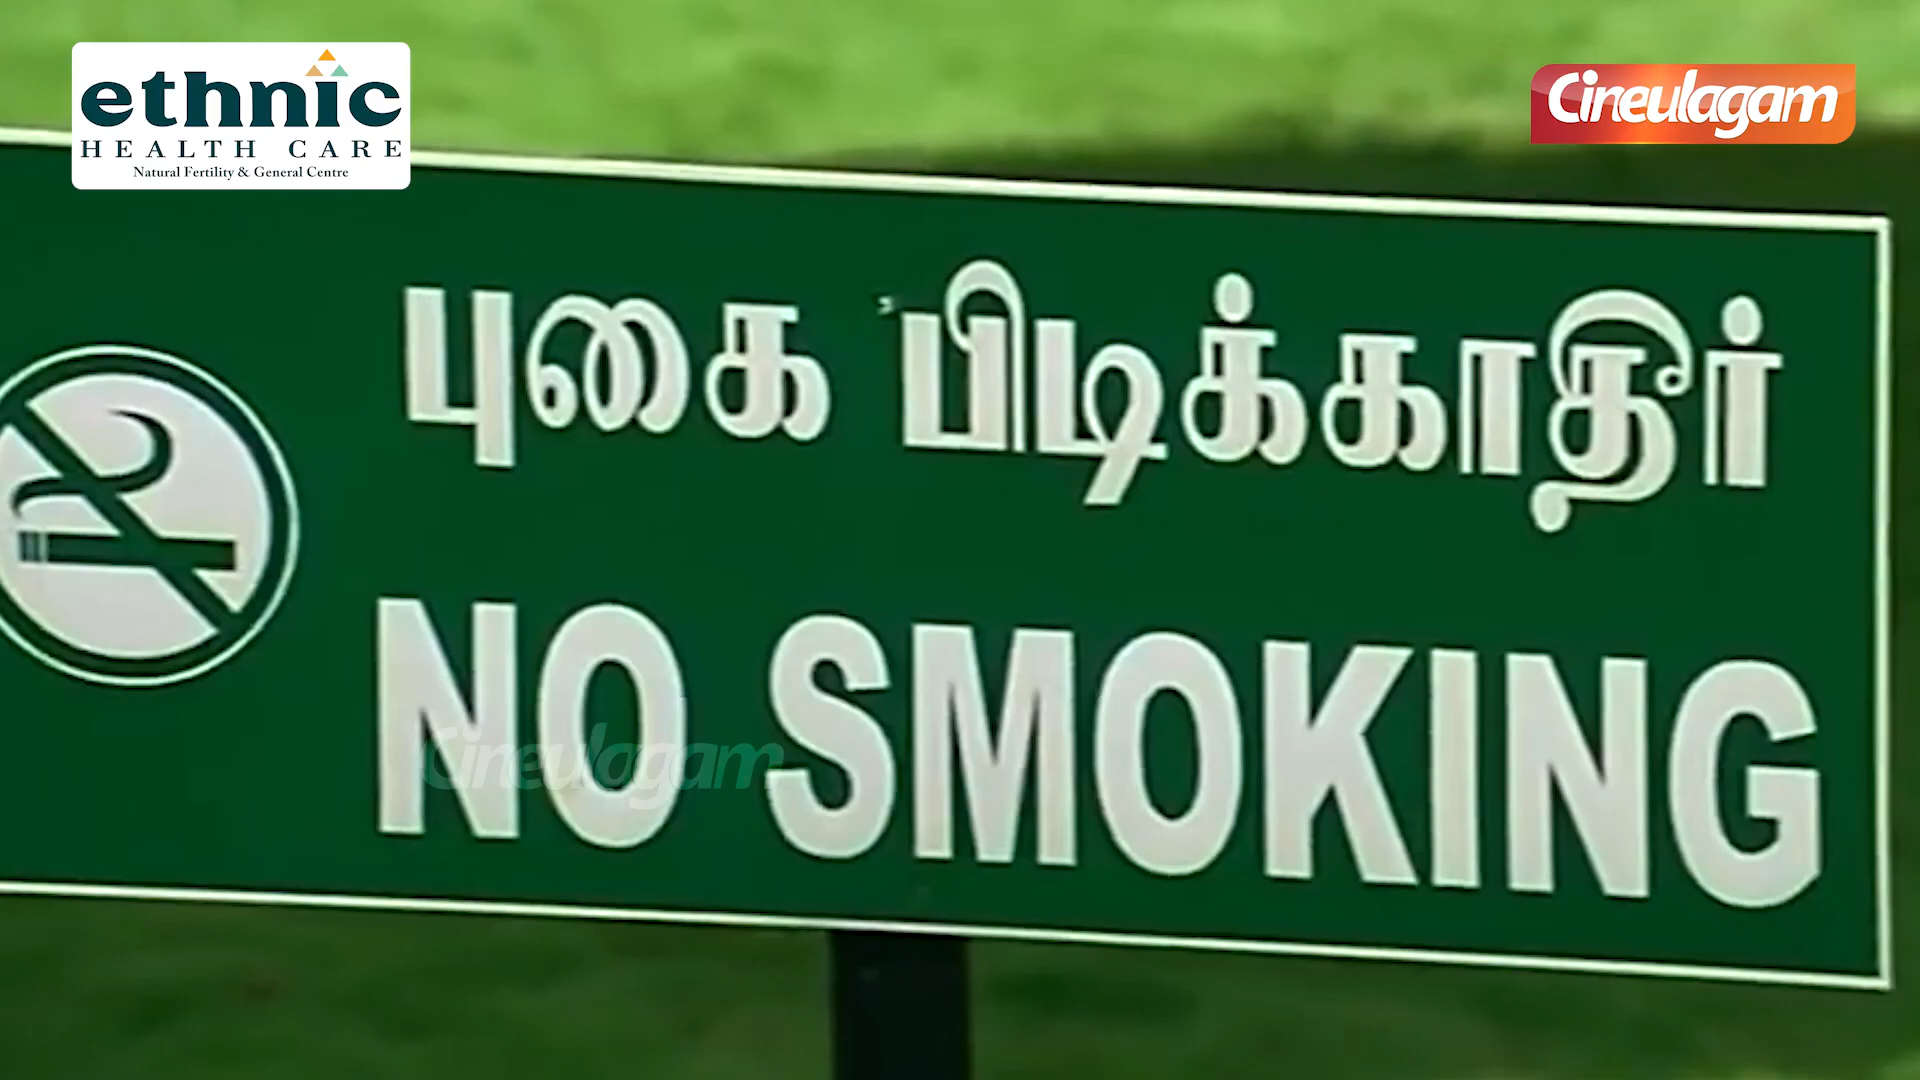 ethnic
HEALTH CARE
Natural Fertility & General Centre
Cineulagam
புகை பிடிக்காதீர்
NO SMOKING
Cineulagam